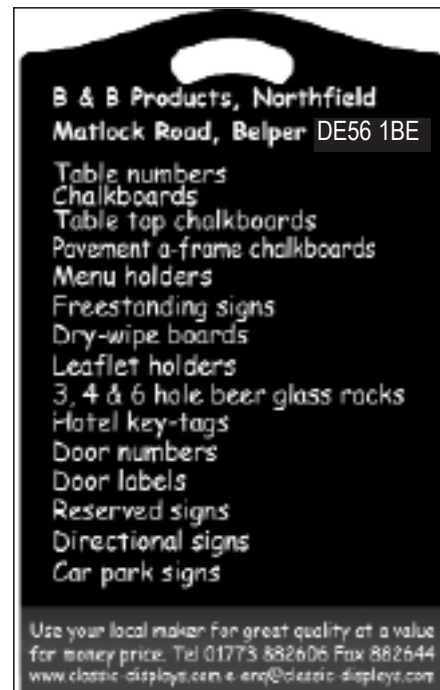 B & B Products, Northfield
Matlock Road, Belper DE56 1BE
Table numbers
Chalkboards
Table top chalkboards
Pavement a-frame chalkboards
Menu holders
Freestanding signs
Dry-wipe boards
Leaflet holders
3, 4 & 6 hole beer glass racks
Hotel key-tags
Door numbers
Door labels
Reserved signs
Directional signs
Car park signs
Use your local maker for great quality at a value
for money price. Tel 01773 882606 Fax 882644
www.classic-displays.com e enq@classic-displays.com